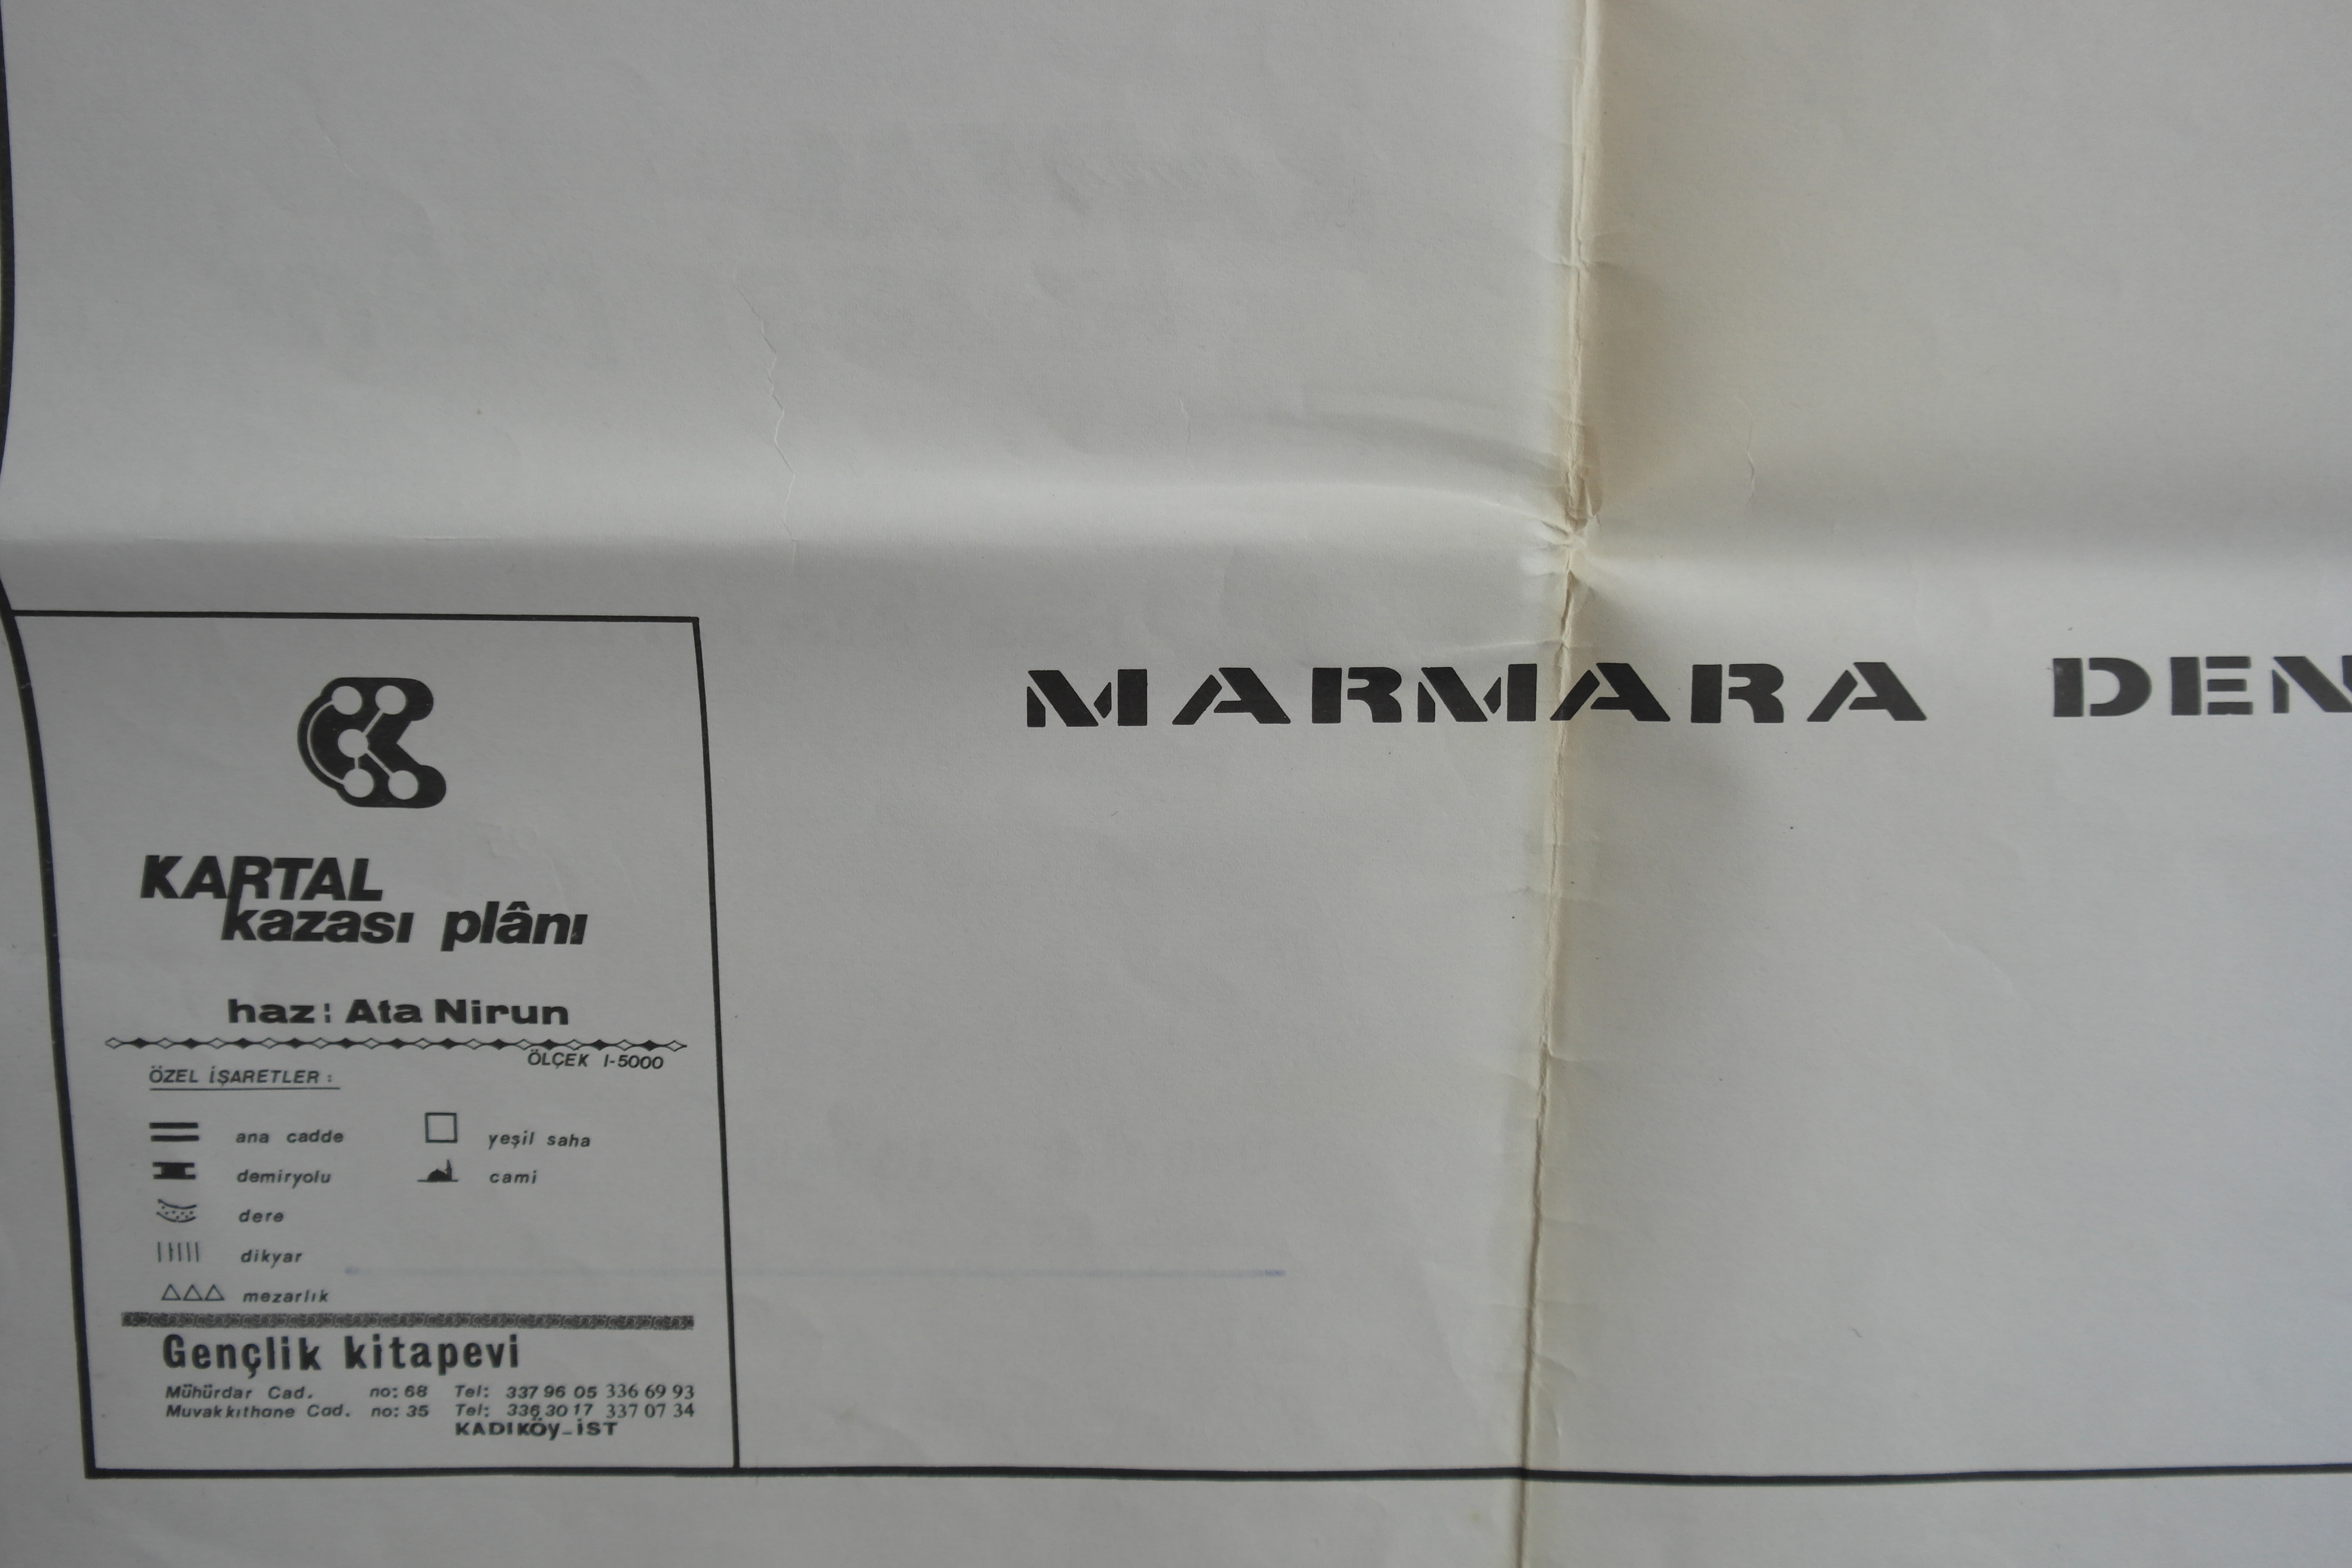 MARMARA DEN
KARTAL
kazası plânı
haz: Ata Nirun
ÖLÇEK 1-5000
ÖZEL İŞARETLER :
ana cadde
yeşil saha
demiryolu
cami
dere
dikyar
mezarlık
Gençlik kitapevi
Mühürdar Cad. no: 68 Tel: 337 96 05 336 69 93
Muvakkıthane Cad. no: 35 Tel: 336 30 17 337 07 34
KADIKÖY-İST